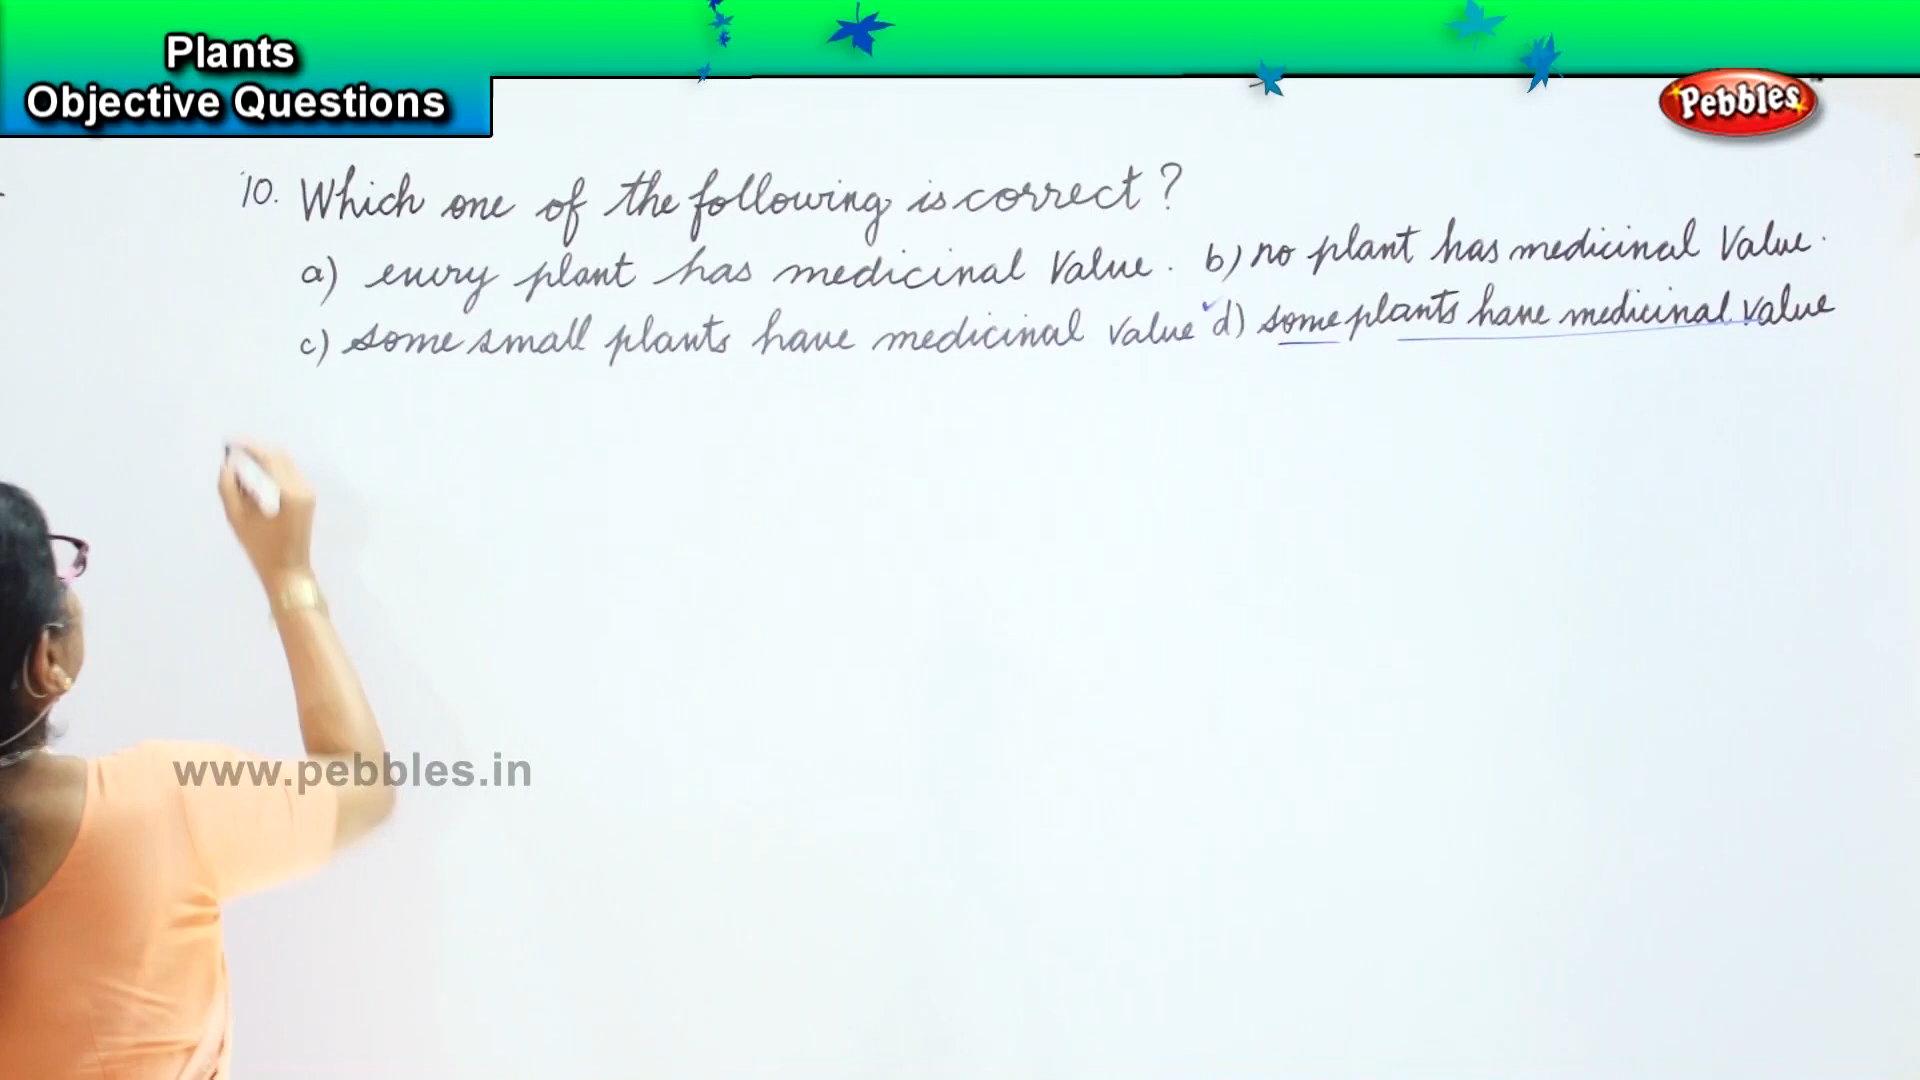 Plants
Objective Questions
Pebbles
10. Which one of the following is correct?
a) every plant has medicinal Value. b) no plant has medicinal Value.
c) some small plants have medicinal value d) some plants have medicinal value
www.pebbles.in